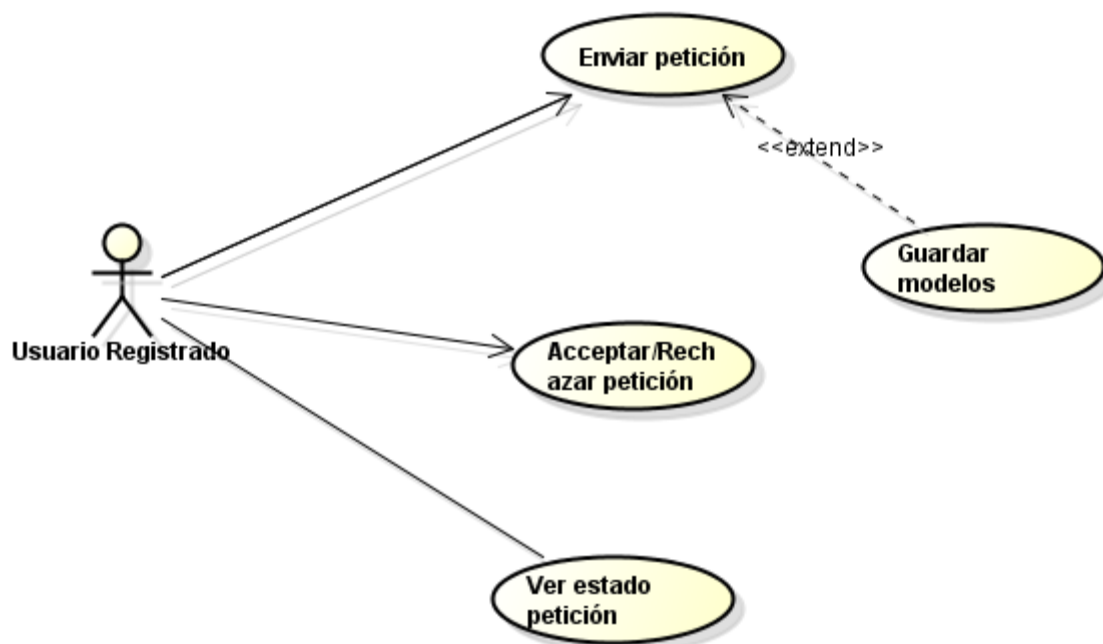 Enviar petición
<<extend>>
Guardar
modelos
Usuario Registrado
Acceptar/Rech
azar petición
Ver estado
petición